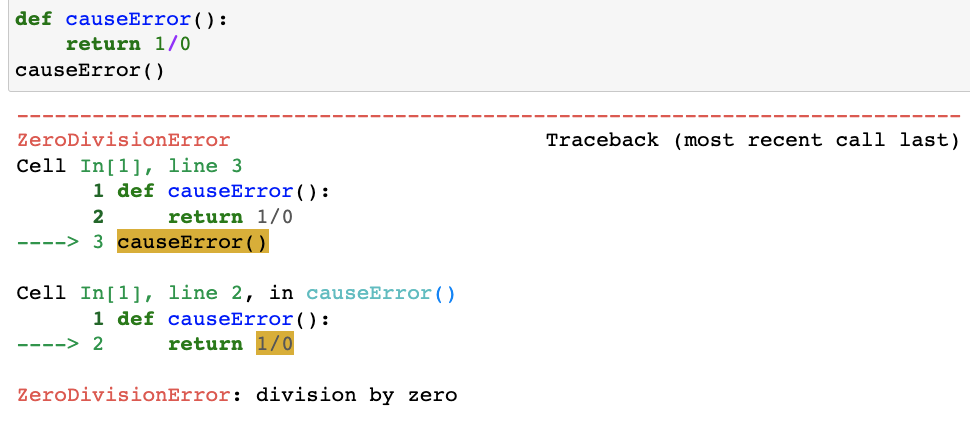 def causeError():
    return 1/0
causeError()
---------------------------------------------------------------------------
ZeroDivisionError                         Traceback (most recent call last)
Cell In[1], line 3
      1 def causeError():
      2     return 1/0
----> 3 causeError()

Cell In[1], line 2, in causeError()
      1 def causeError():
----> 2     return 1/0

ZeroDivisionError: division by zero